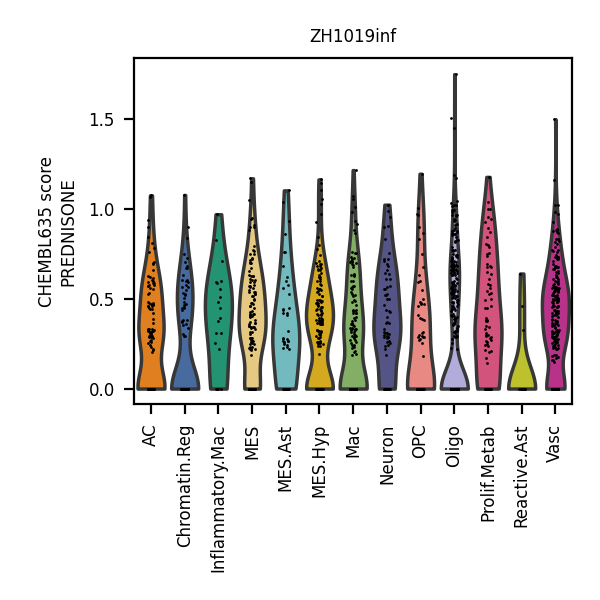 ZH1019inf
CHEMBL635 score
PREDNISONE
1.5
1.0
0.5
0.0
AC
Chromatin.Reg
Inflammatory.Mac
MES
MES.Ast
MES.Hyp
Mac
Neuron
OPC
Oligo
Prolif.Metab
Reactive.Ast
Vasc